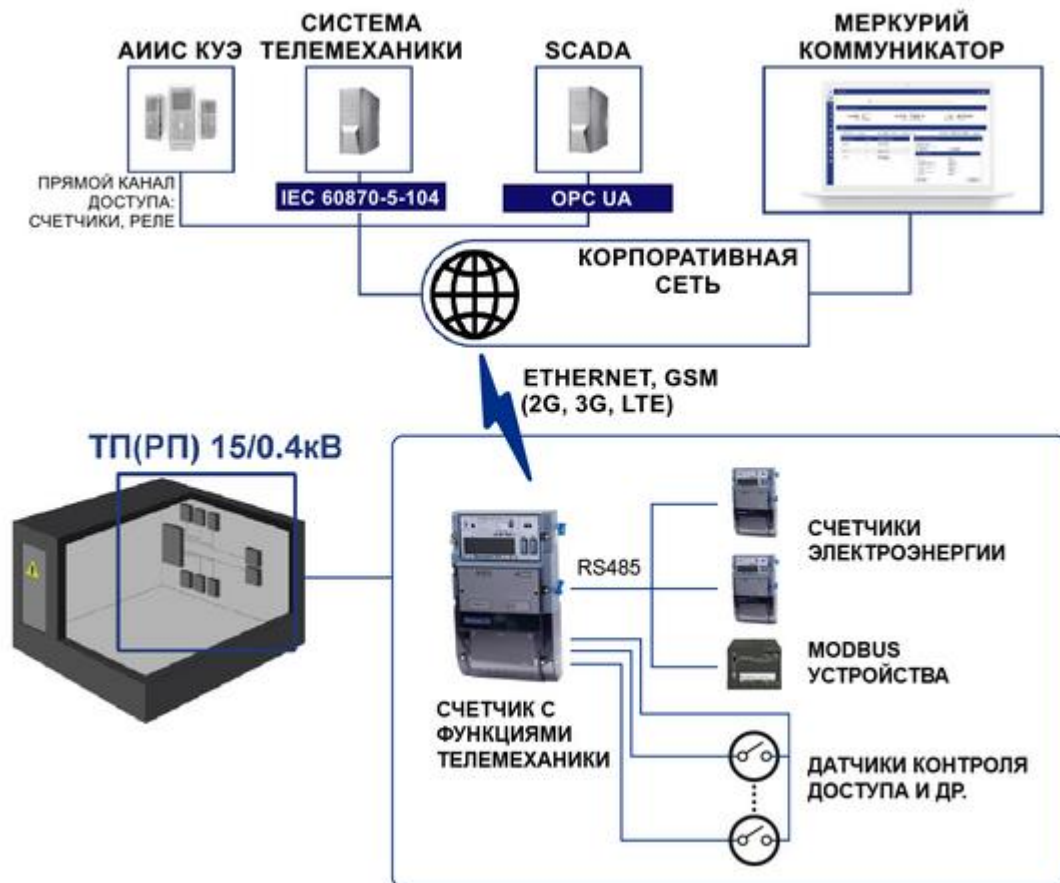 АИИС КУЭ
СИСТЕМА
ТЕЛЕМЕХАНИКИ
SCADA
МЕРКУРИЙ
КОММУНИКАТОР
ПРЯМОЙ КАНАЛ
ДОСТУПА:
СЧЕТЧИКИ, РЕЛЕ
IEC 60870-5-104
OPC UA
КОРПОРАТИВНАЯ
СЕТЬ
ETHERNET, GSM
(2G, 3G, LTE)
ТП(РП) 15/0.4кВ
RS485
СЧЕТЧИКИ
ЭЛЕКТРОЭНЕРГИИ
MODBUS
УСТРОЙСТВА
СЧЕТЧИК С
ФУНКЦИЯМИ
ТЕЛЕМЕХАНИКИ
ДАТЧИКИ КОНТРОЛЯ
ДОСТУПА И ДР.